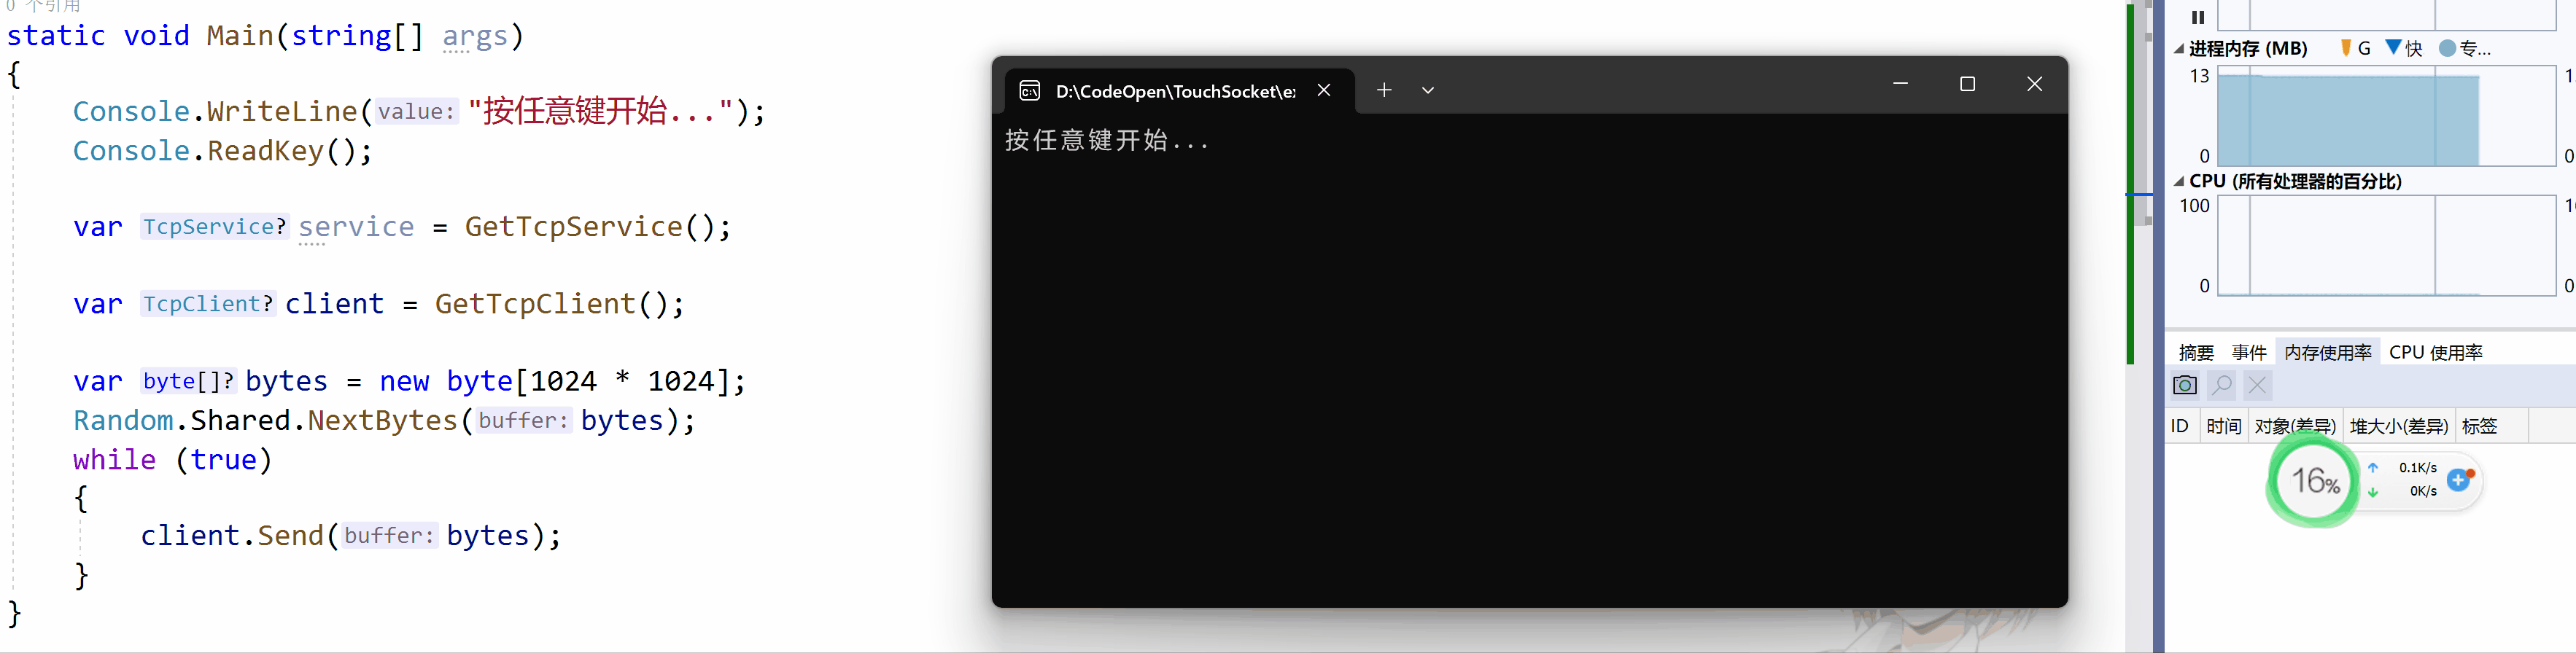 0 个引用
static void Main(string[] args)
{
Console.WriteLine(value:"按任意键开始...");
Console.ReadKey();
var TcpService? service = GetTcpService();
var TcpClient? client = GetTcpClient();
var byte[]? bytes = new byte[1024 * 1024];
Random.Shared.NextBytes(buffer: bytes);
while (true)
{
client.Send(buffer: bytes);
}
}
D:\CodeOpen\TouchSocket\ex
按任意键开始...
进程内存 (MB) G 快 专...
13
0 0
CPU (所有处理器的百分比)
100
0 0
摘要 事件 内存使用率 CPU 使用率
ID 时间 对象(差异) 堆大小(差异) 标签
16%
0.1K/s
0K/s